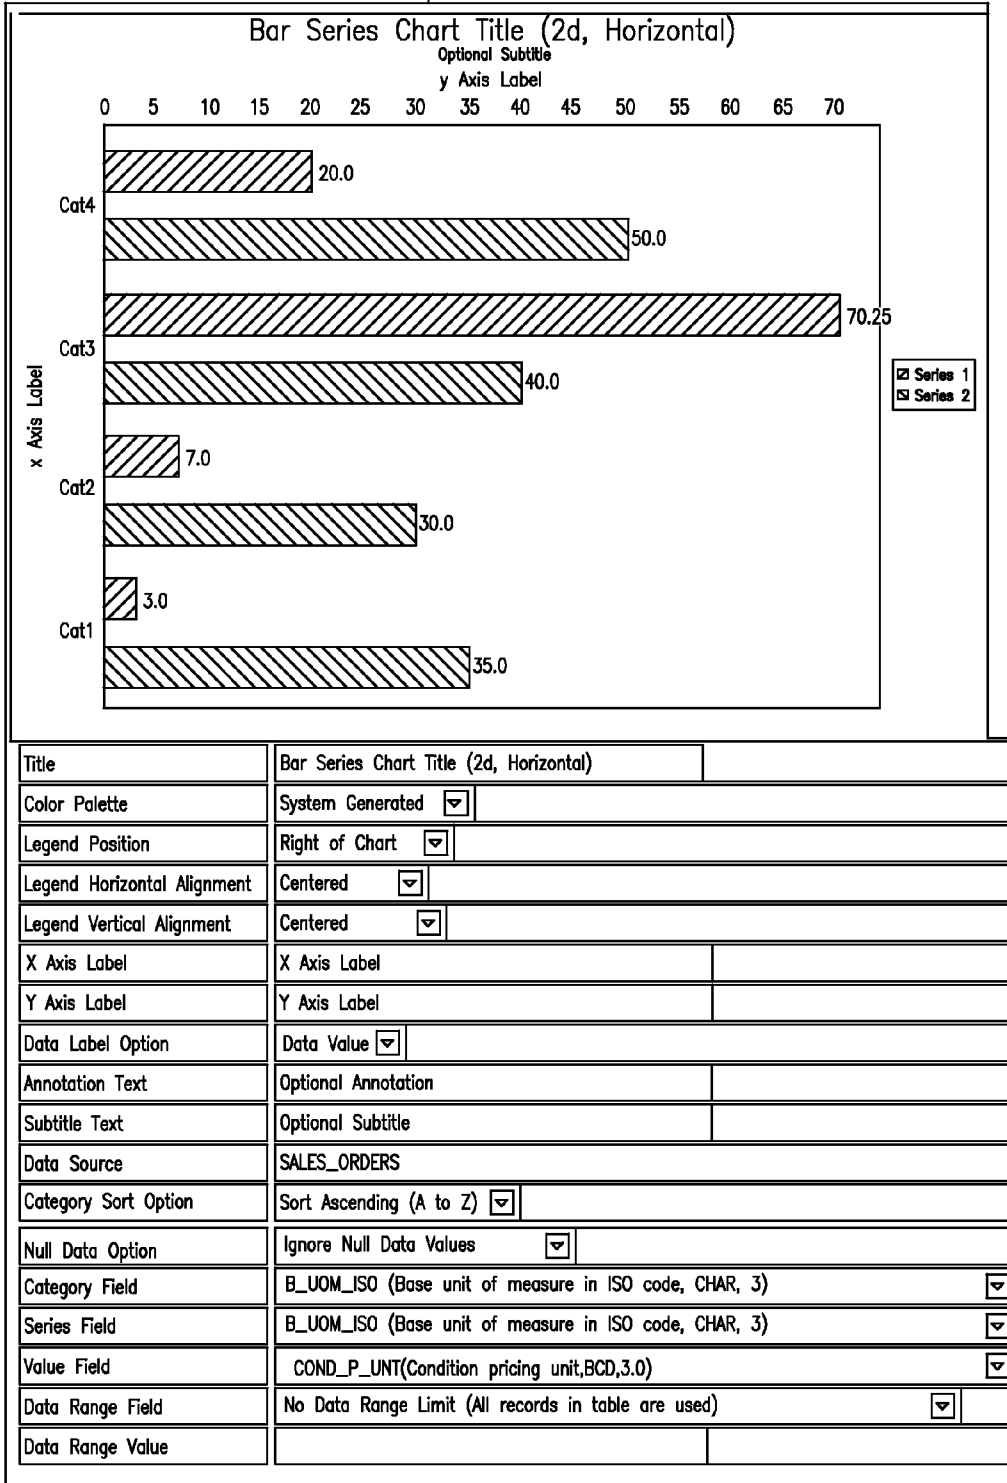 Bar Series Chart Title (2d, Horizontal)
Optional Subtitle
y Axis Label
0 5 10 15 20 25 30 35 40 45 50 55 60 65 70
20.0
Cat4
50.0
70.25
Cat3
40.0
Series 1
Series 2
x Axis Label
7.0
Cat2
30.0
3.0
Cat1
35.0
Title Bar Series Chart Title (2d, Horizontal)
Color Palette System Generated
Legend Position Right of Chart
Legend Horizontal Alignment Centered
Legend Vertical Alignment Centered
X Axis Label X Axis Label
Y Axis Label Y Axis Label
Data Label Option Data Value
Annotation Text Optional Annotation
Subtitle Text Optional Subtitle
Data Source SALES_ORDERS
Category Sort Option Sort Ascending (A to Z)
Null Data Option Ignore Null Data Values
Category Field B_UOM_ISO (Base unit of measure in ISO code, CHAR, 3)
Series Field B_UOM_ISO (Base unit of measure in ISO code, CHAR, 3)
Value Field COND_P_UNT(Condition pricing unit,BCD,3.0)
Data Range Field No Data Range Limit (All records in table are used)
Data Range Value